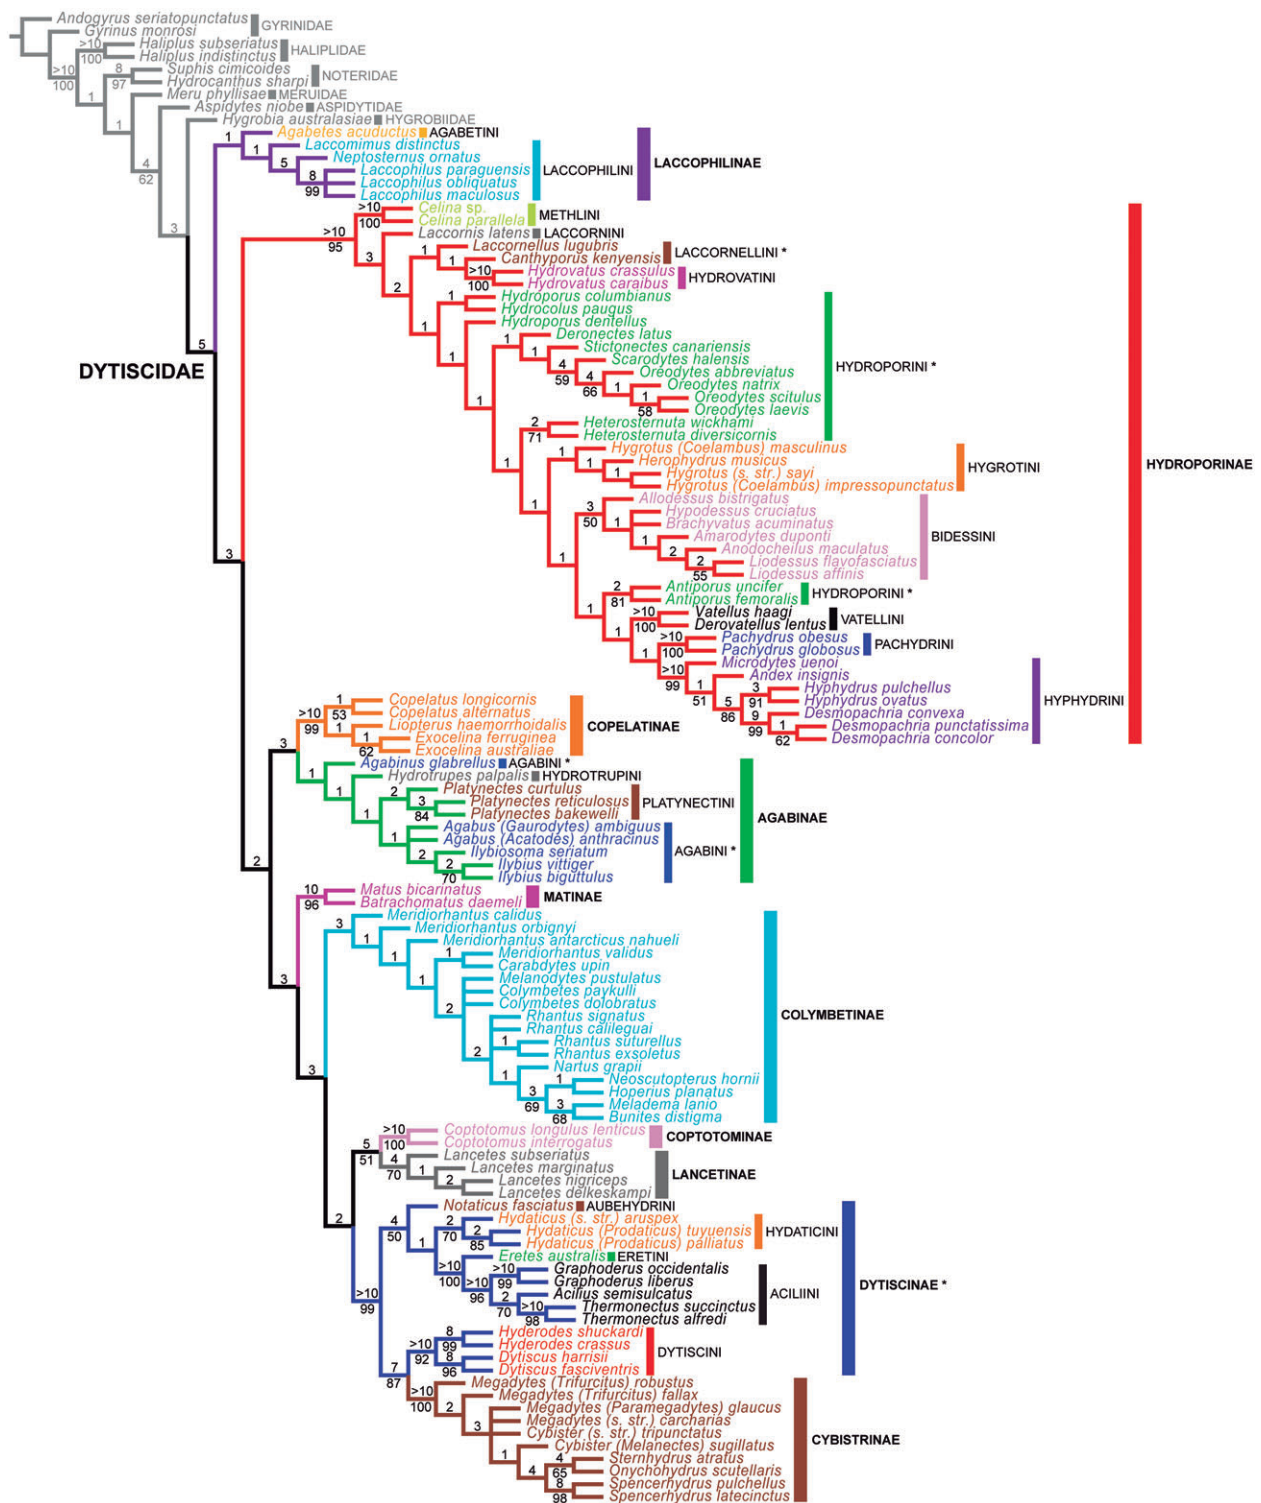 Andogyrus seriatopunctatus GYRINIDAE
Gyrinus monrosi
>10 Haliplus subseriatus HALIPLIDAE
100 Haliplus indistinctus
>10 8 Suphis cimicoides NOTERIDAE
100 97 Hydrocanthus sharpi
1 Meru phyllisae MERUIDAE
Aspidytes niobe ASPIDYTIDAE
1 Hygrobia australasiae HYGROBIIDAE
1 Agabetes acuductus AGABETINI
1 Laccomimus distinctus
4 5 Neptosternus ornatus LACCOPHILINAE
62 8 Laccophilus paraguensis LACCOPHILINI
99 Laccophilus obliquatus
Laccophilus maculosus
>10 Celina sp. METHLINI
100 Celina parallela
3 >10 Laccornis latens LACCORNINI
95 1 Laccornellus lugubris LACCORNELLINI *
3 1 Canthyporus kenyensis
>10 Hydrovatus crassulus HYDROVATINI
100 Hydrovatus caraibus
2 1 Hydroporus columbianus
Hydrocolus paugus
1 Hydroporus dentellus
1 Deronectes latus
5 1 Stictonectes canariensis
1 4 Scarodytes halensis HYDROPORINI *
DYTISCIDAE 59 4 Oreodytes abbreviatus
66 1 Oreodytes natrix
1 1 Oreodytes scitulus
58 Oreodytes laevis
2 Heterosternuta wickhami
71 Heterosternuta diversicornis
1 Hygrotus (Coelambus) masculinus
1 1 Herophydrus musicus HYGROTINI HYDROPORINAE
1 Hygrotus (s. str.) sayi
Hygrotus (Coelambus) impressopunctatus
3 Allodessus bistrigatus
1 50 Hypodessus cruciatus
1 Brachyvatus acuminatus
1 Amarodytes duponti BIDESSINI
3 1 2 Anodocheilus maculatus
2 Liodessus flavofasciatus
55 Liodessus affinis
2 Antiporus uncifer HYDROPORINI *
81 Antiporus femoralis
1 >10 Vatellus haagi VATELLINI
100 Derovatellus lentus
1 >10 Pachydrus obesus PACHYDRINI
1 100 Pachydrus globosus
>10 Microdytes uenoi
99 1 Andex insignis
51 5 3 Hyphydrus pulchellus
86 91 Hyphydrus ovatus HYPHYDRINI
1 Copelatus longicornis 9 Desmopachria convexa
>10 53 Copelatus alternatus 99 1 Desmopachria punctatissima
99 1 Liopterus haemorrhoidalis COPELATINAE 62 Desmopachria concolor
3 1 Exocelina ferruginea
62 Exocelina australiae
1 Agabinus glabrellus AGABINI *
Hydrotrupes palpalis HYDROTRUPINI
1 2 Platynectes curtulus
3 Platynectes reticulosus PLATYNECTINI
1 84 Platynectes bakewelli AGABINAE
Agabus (Gaurodytes) ambiguus
1 Agabus (Acatodes) anthracinus
2 2 Ilybiosoma seriatum AGABINI *
2 Ilybius vittiger
70 Ilybius biguttulus
10 Matus bicarinatus MATINAE
96 Batrachomatus daemeli
3 Meridiorhantus calidus
1 Meridiorhantus orbignyi
1 Meridiorhantus antarcticus nahueli
1 1 Meridiorhantus validus
Carabdytes upin
3 Melanodytes pustulatus
Colymbetes paykulli
2 Colymbetes dolobratus
Rhantus signatus COLYMBETINAE
Rhantus calileguai
1 Rhantus suturellus
2 Rhantus exsoletus
3 1 Nartus grapii
1 Neoscutopterus hornii
3 Hoperius planatus
69 3 Meladema lanio
68 Bunites distigma
>10 Coptotomus longulus lenticus COPTOTOMINAE
5 100 Coptotomus interrogatus
51 4 Lancetes subseriatus
70 1 Lancetes marginatus LANCETINAE
2 Lancetes nigriceps
Lancetes delkeskampi
2 4 Notaticus fasciatus AUBEHYDRINI
50 2 Hydaticus (s. str.) aruspex
1 70 2 Hydaticus (Prodaticus) tuyuensis HYDATICINI
85 Hydaticus (Prodaticus) palliatus
>10 Eretes australis ERETINI
100 >10 >10 Graphoderus occidentalis
>10 96 99 Graphoderus liberus DYTISCINAE *
99 2 Acilius semisulcatus ACILIINI
70 >10 Thermonectus succinctus
98 Thermonectus alfredi
8 Hyderodes shuckardi
>10 99 Hyderodes crassus DYTISCINI
7 92 8 Dytiscus harrisii
87 96 Dytiscus fasciventris
>10 Megadytes (Trifurcitus) robustus
100 2 Megadytes (Trifurcitus) fallax
Megadytes (Paramegadytes) glaucus
3 Megadytes (s. str.) carcharias
Cybister (s. str.) tripunctatus CYBISTRINAE
1 Cybister (Melanectes) sugillatus
4 4 Sternhydrus atratus
65 Onychohydrus scutellaris
8 Spencerhydrus pulchellus
98 Spencerhydrus latecinctus